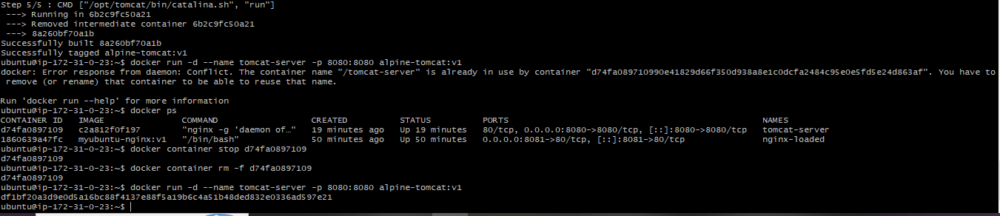 Step 5/5 : CMD ["/opt/tomcat/bin/catalina.sh", "run"]
 ---> Running in 6b2c9fc50a21
 ---> Removed intermediate container 6b2c9fc50a21
 ---> 8a260bf70a1b
Successfully built 8a260bf70a1b
Successfully tagged alpine-tomcat:v1
ubuntu@ip-172-31-0-23:~$ docker run -d --name tomcat-server -p 8080:8080 alpine-tomcat:v1
docker: Error response from daemon: Conflict. The container name "/tomcat-server" is already in use by container "d74fa089710990e41829d66f350d938a8e1c0dcfa2484c95e0e5fd5e24d863af". You have to
 remove (or rename) that container to be able to reuse that name.
Run 'docker run --help' for more information
ubuntu@ip-172-31-0-23:~$ docker ps
CONTAINER ID   IMAGE               COMMAND                  CREATED          STATUS          PORTS                                               NAMES
d74fa0897109   c2a812f0f197        "nginx -g 'daemon of…"   19 minutes ago   Up 19 minutes   80/tcp, 0.0.0.0:8080->8080/tcp, [::]:8080->8080/tcp   tomcat-server
1860639a47fc   myubuntu-nginx:v1   "/bin/bash"              50 minutes ago   Up 50 minutes   0.0.0.0:8081->80/tcp, [::]:8081->80/tcp               nginx-loaded
ubuntu@ip-172-31-0-23:~$ docker container stop d74fa0897109
d74fa0897109
ubuntu@ip-172-31-0-23:~$ docker container rm -f d74fa0897109
d74fa0897109
ubuntu@ip-172-31-0-23:~$ docker run -d --name tomcat-server -p 8080:8080 alpine-tomcat:v1
df1bf20a3d9e0d5a16bc88f4137e88f5a19b6c4a51b48ded832e0336ad597e21
ubuntu@ip-172-31-0-23:~$